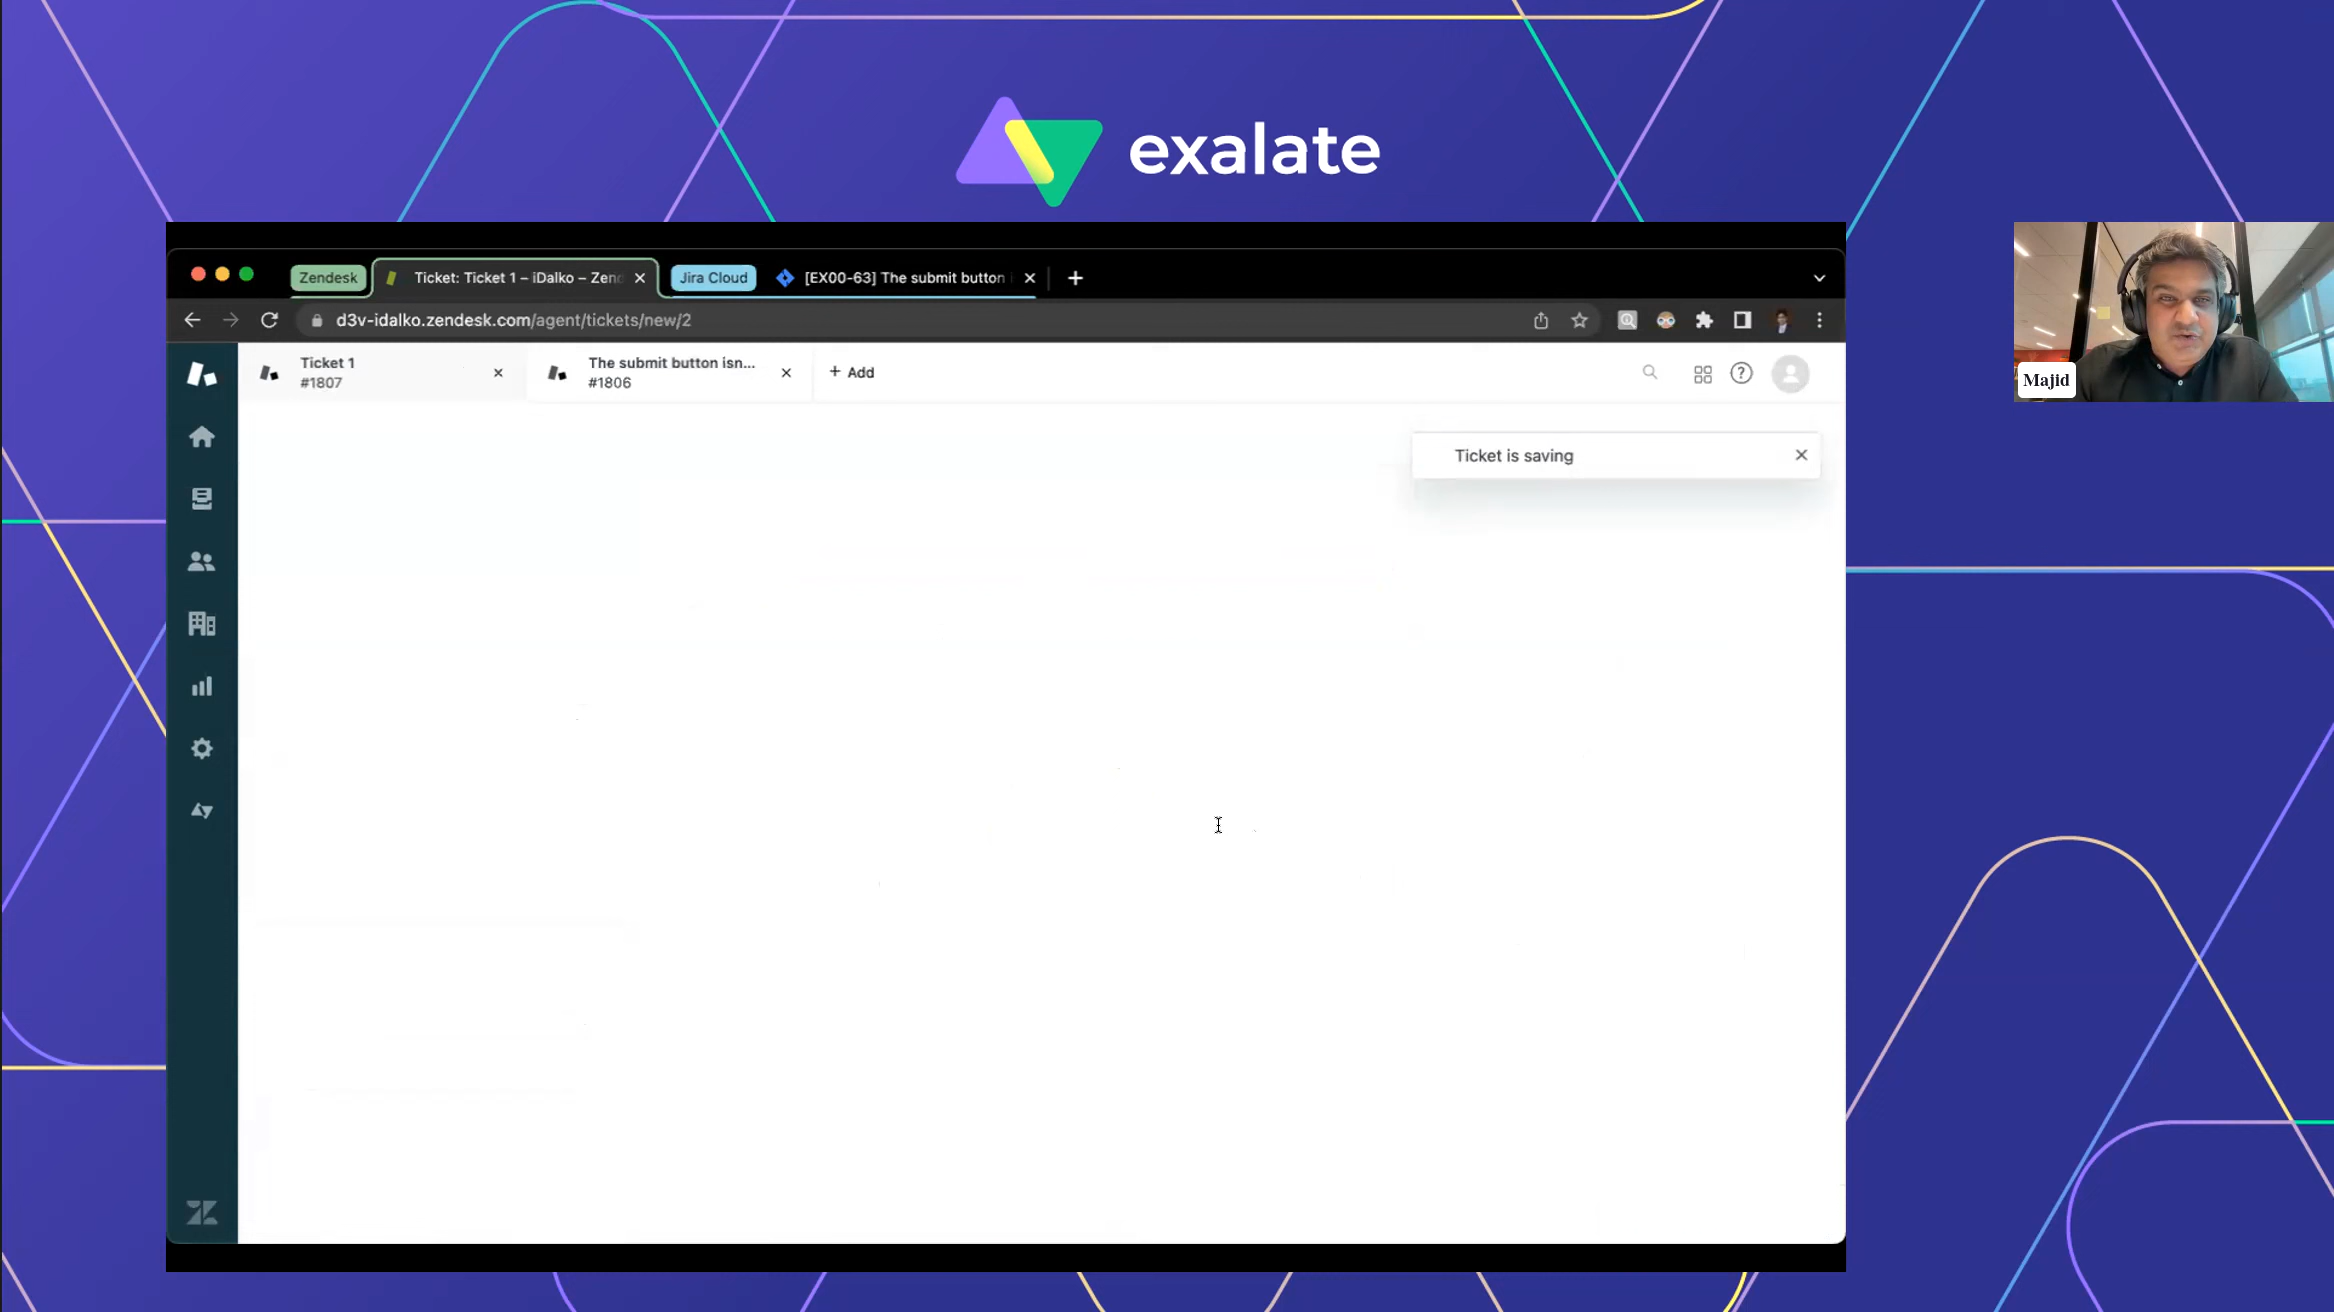 exalate
Zendesk
Ticket: Ticket 1 – iDalko – Zen
Jira Cloud
[EX00-63] The submit button
d3v-idalko.zendesk.com/agent/tickets/new/2
Ticket 1
#1807
The submit button isn...
#1806
+ Add
Ticket is saving
Majid